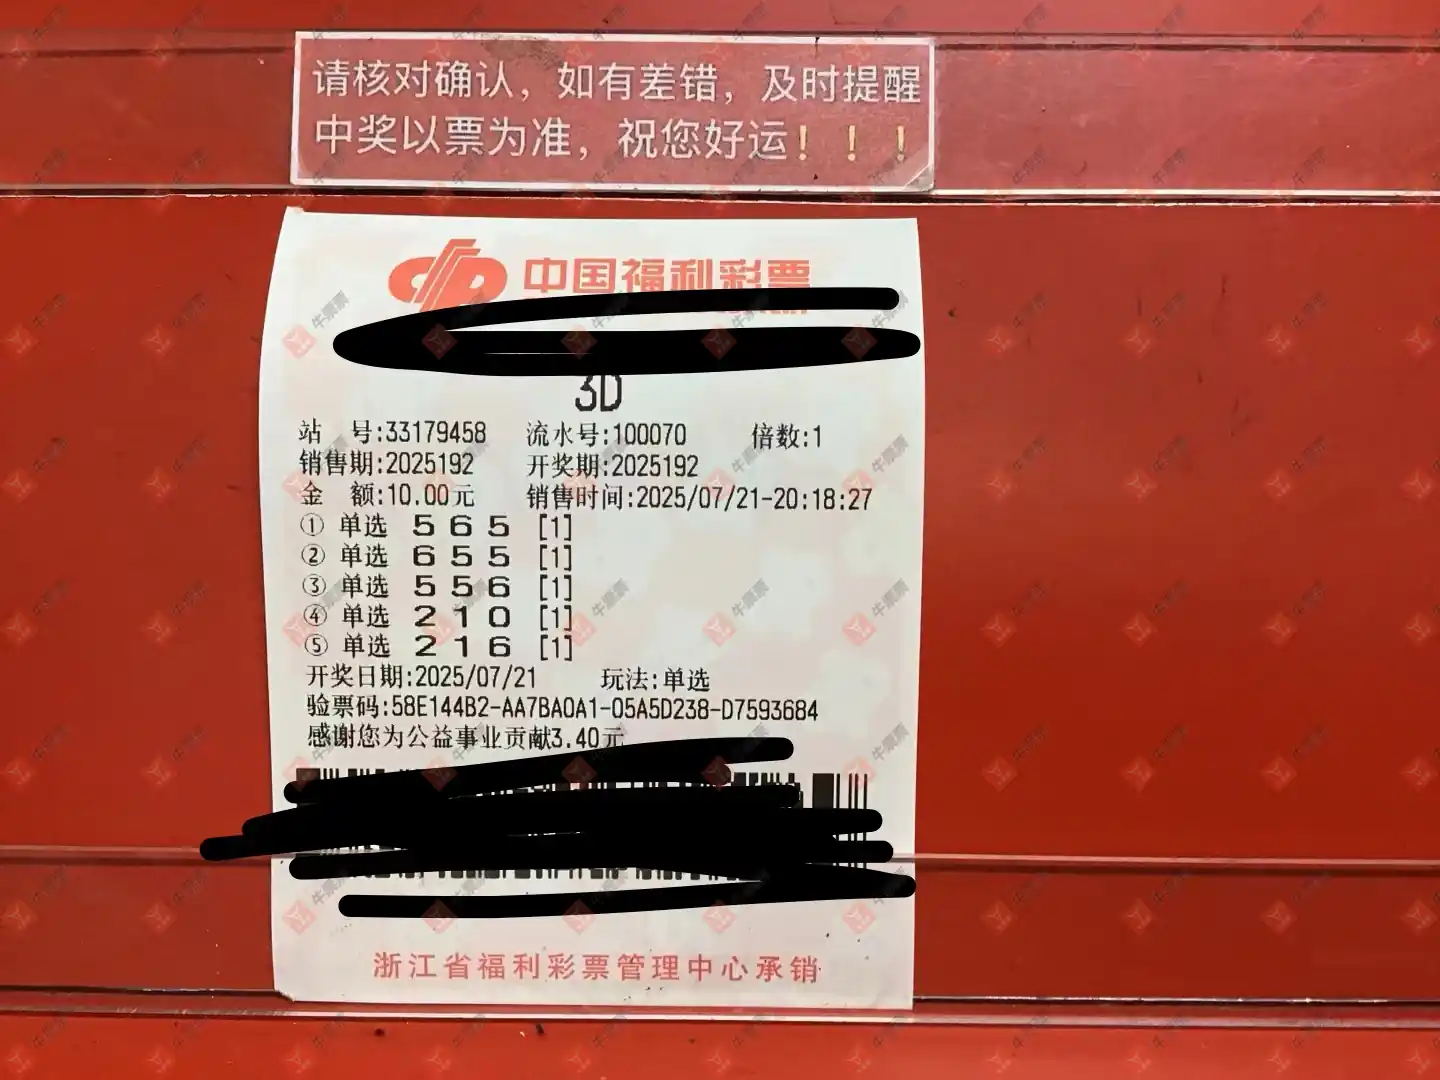 请核对确认，如有差错，及时提醒
中奖以票为准，祝您好运！！！
中国福利彩票
3D
站 号:33179458 流水号:100070 倍数:1
销售期:2025192 开奖期:2025192
金 额:10.00元 销售时间:2025/07/21-20:18:27
① 单选 5 6 5 [1]
② 单选 6 5 5 [1]
③ 单选 5 5 6 [1]
④ 单选 2 1 0 [1]
⑤ 单选 2 1 6 [1]
开奖日期:2025/07/21 玩法:单选
验票码:58E144B2-AA7BA0A1-05A5D238-D7593684
感谢您为公益事业贡献3.40元
浙江省福利彩票管理中心承销
牛票票